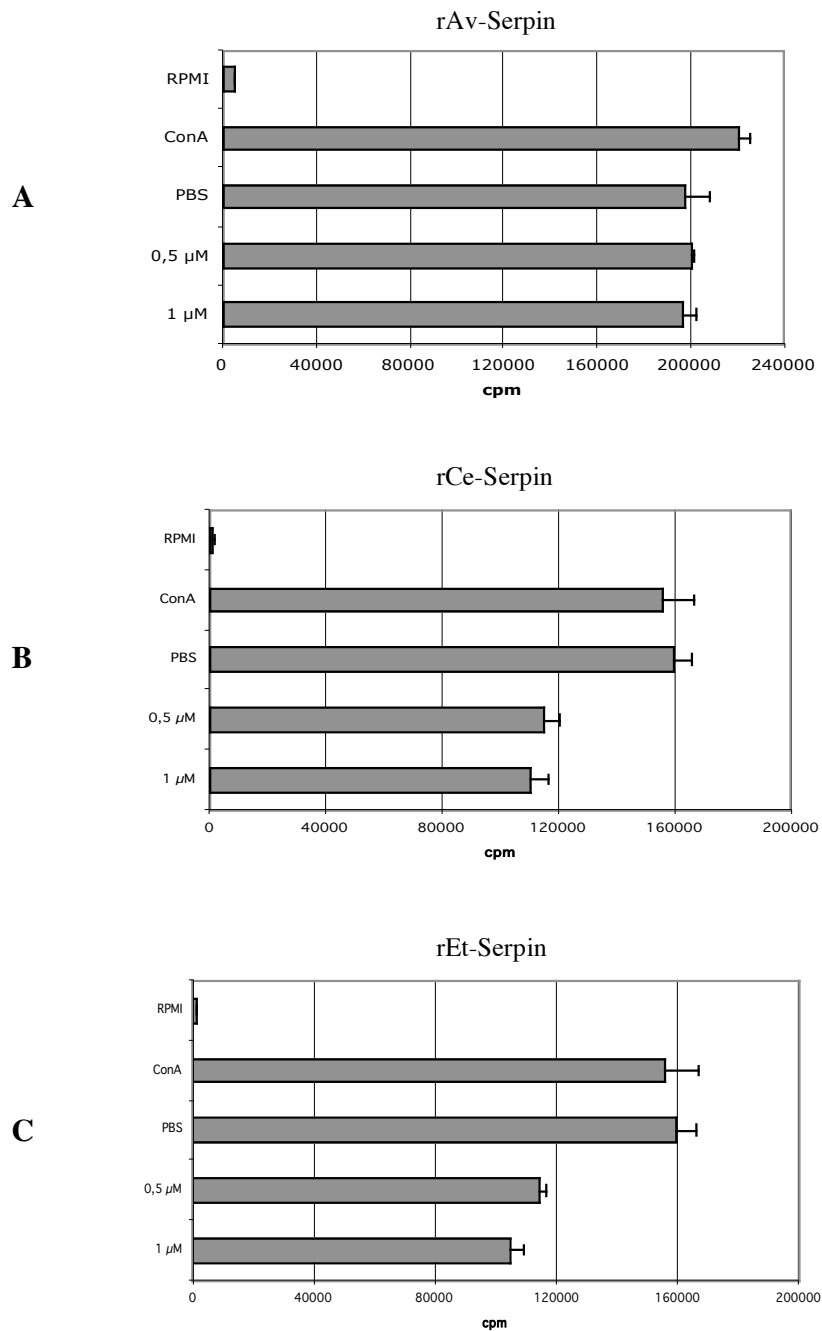 rAv-Serpin
A
RPMI
ConA
PBS
0,5 µM
1 µM
0 40000 80000 120000 160000 200000 240000
cpm
rCe-Serpin
B
RPMI
ConA
PBS
0,5 µM
1 µM
0 40000 80000 120000 160000 200000
cpm
rEt-Serpin
C
RPMI
ConA
PBS
0,5 µM
1 µM
0 40000 80000 120000 160000 200000
cpm